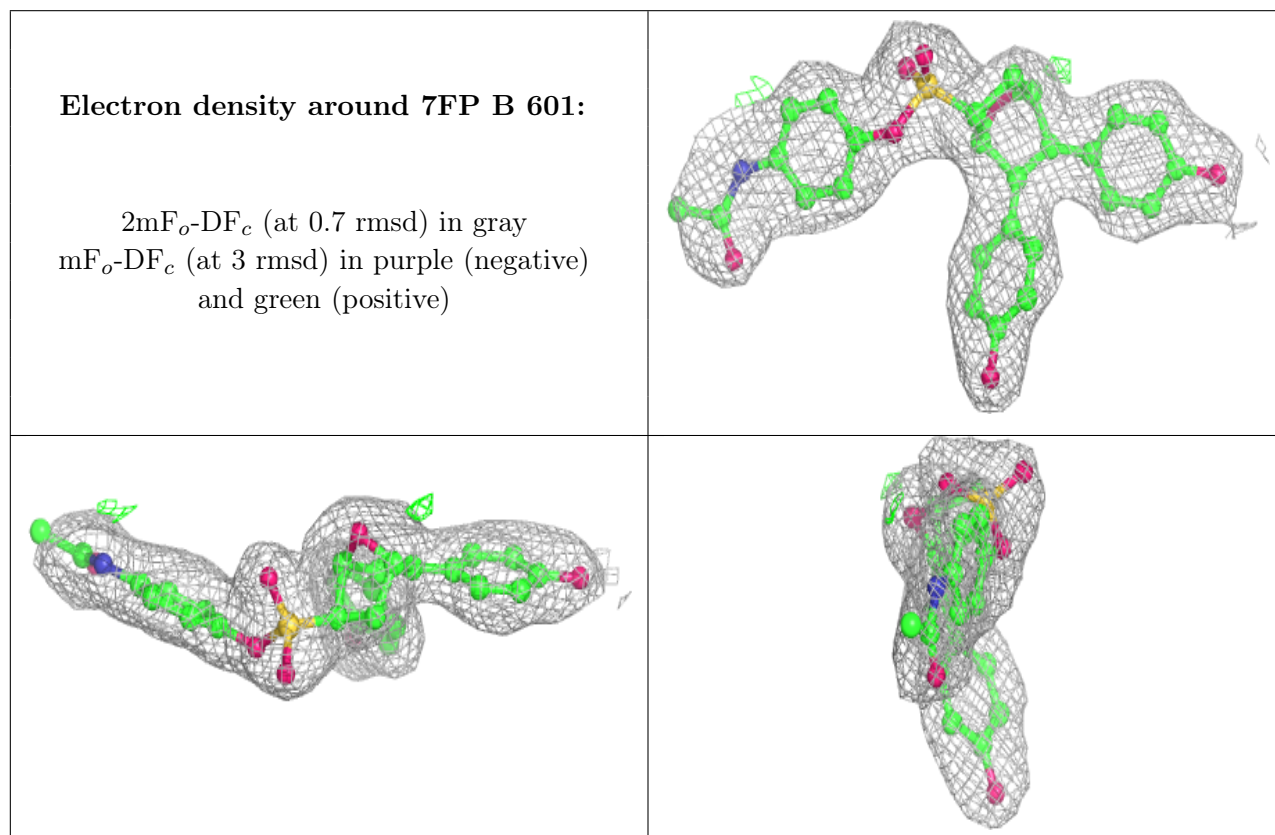 Electron density around 7FP B 601:
2mFo-DFc (at 0.7 rmsd) in gray
mFo-DFc (at 3 rmsd) in purple (negative)
and green (positive)